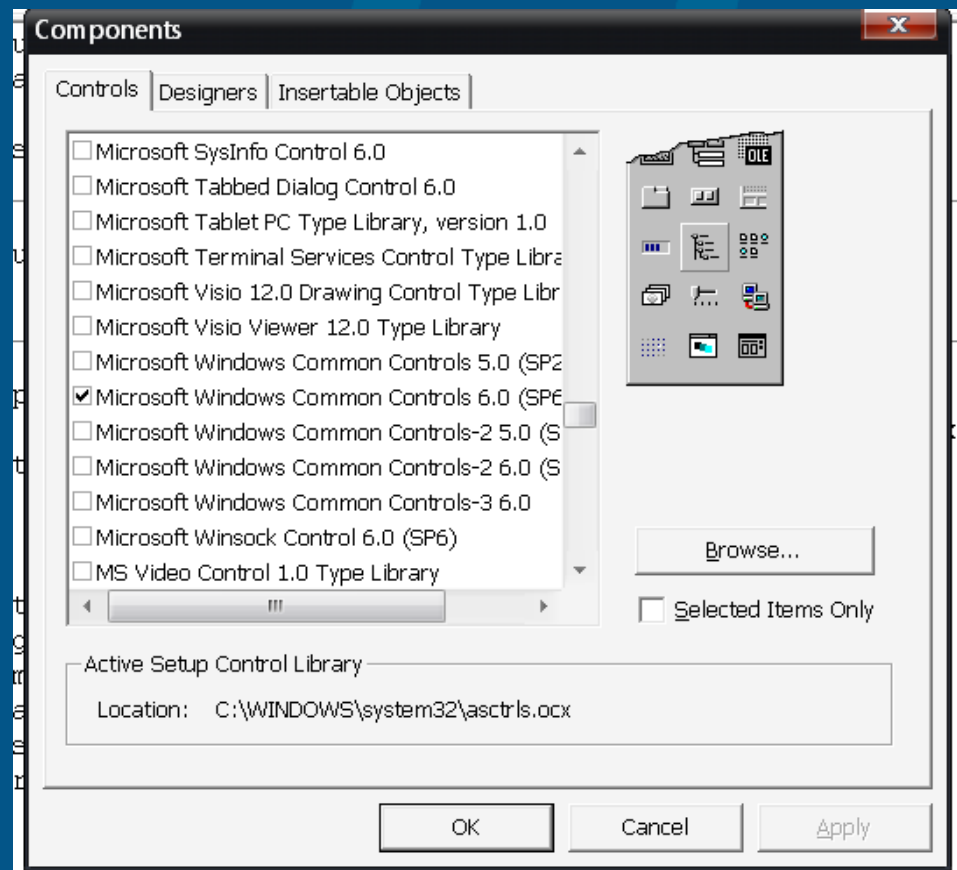 Components
Controls
Designers
Insertable Objects
Microsoft SysInfo Control 6.0
Microsoft Tabbed Dialog Control 6.0
Microsoft Tablet PC Type Library, version 1.0
Microsoft Terminal Services Control Type Libra
Microsoft Visio 12.0 Drawing Control Type Libr
Microsoft Visio Viewer 12.0 Type Library
Microsoft Windows Common Controls 5.0 (SP2
Microsoft Windows Common Controls 6.0 (SP6
Microsoft Windows Common Controls-2 5.0 (S
Microsoft Windows Common Controls-2 6.0 (S
Microsoft Windows Common Controls-3 6.0
Microsoft Winsock Control 6.0 (SP6)
MS Video Control 1.0 Type Library
OLE
Browse...
Selected Items Only
Active Setup Control Library
Location: C:\WINDOWS\system32\asctrls.ocx
OK
Cancel
Apply